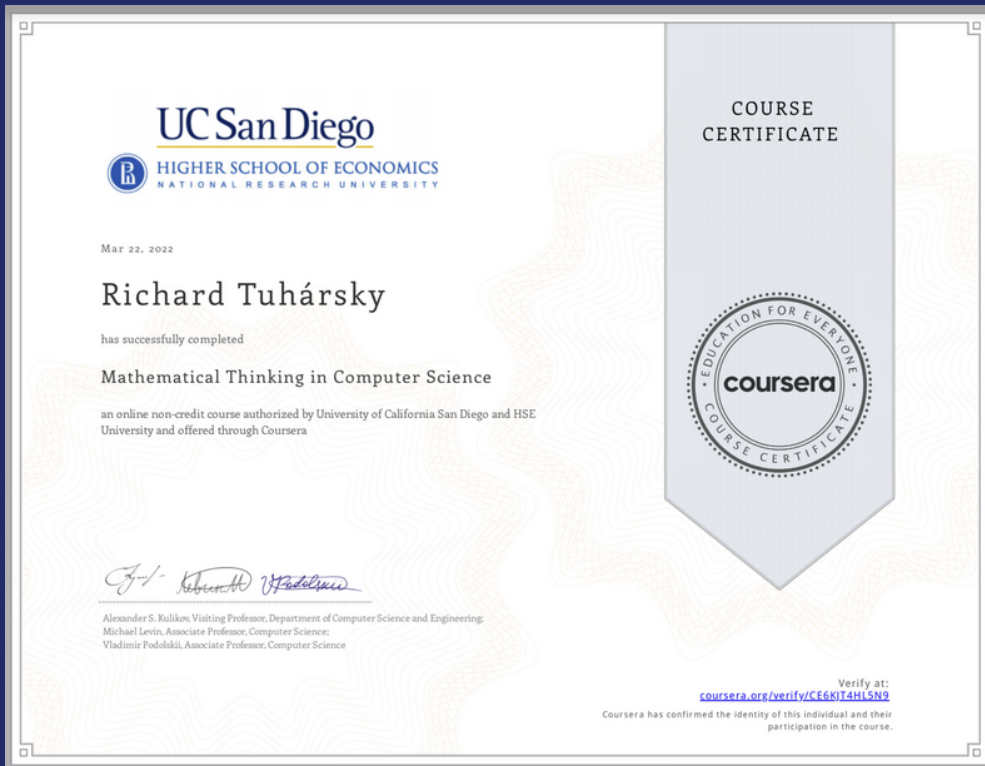 COURSE
CERTIFICATE
UC San Diego
HIGHER SCHOOL OF ECONOMICS
NATIONAL RESEARCH UNIVERSITY
Mar 22, 2022
Richard Tuhársky
has successfully completed
Mathematical Thinking in Computer Science
an online non-credit course authorized by University of California San Diego and HSE
University and offered through Coursera
EDUCATION FOR EVERYONE
coursera
COURSE CERTIFICATE
Alexander S. Kulikov, Visiting Professor, Department of Computer Science and Engineering;
Michael Levin, Associate Professor, Computer Science;
Vladimir Podolskii, Associate Professor, Computer Science
Verify at:
coursera.org/verify/CE6KJT4HL5N9
Coursera has confirmed the identity of this individual and their
participation in the course.